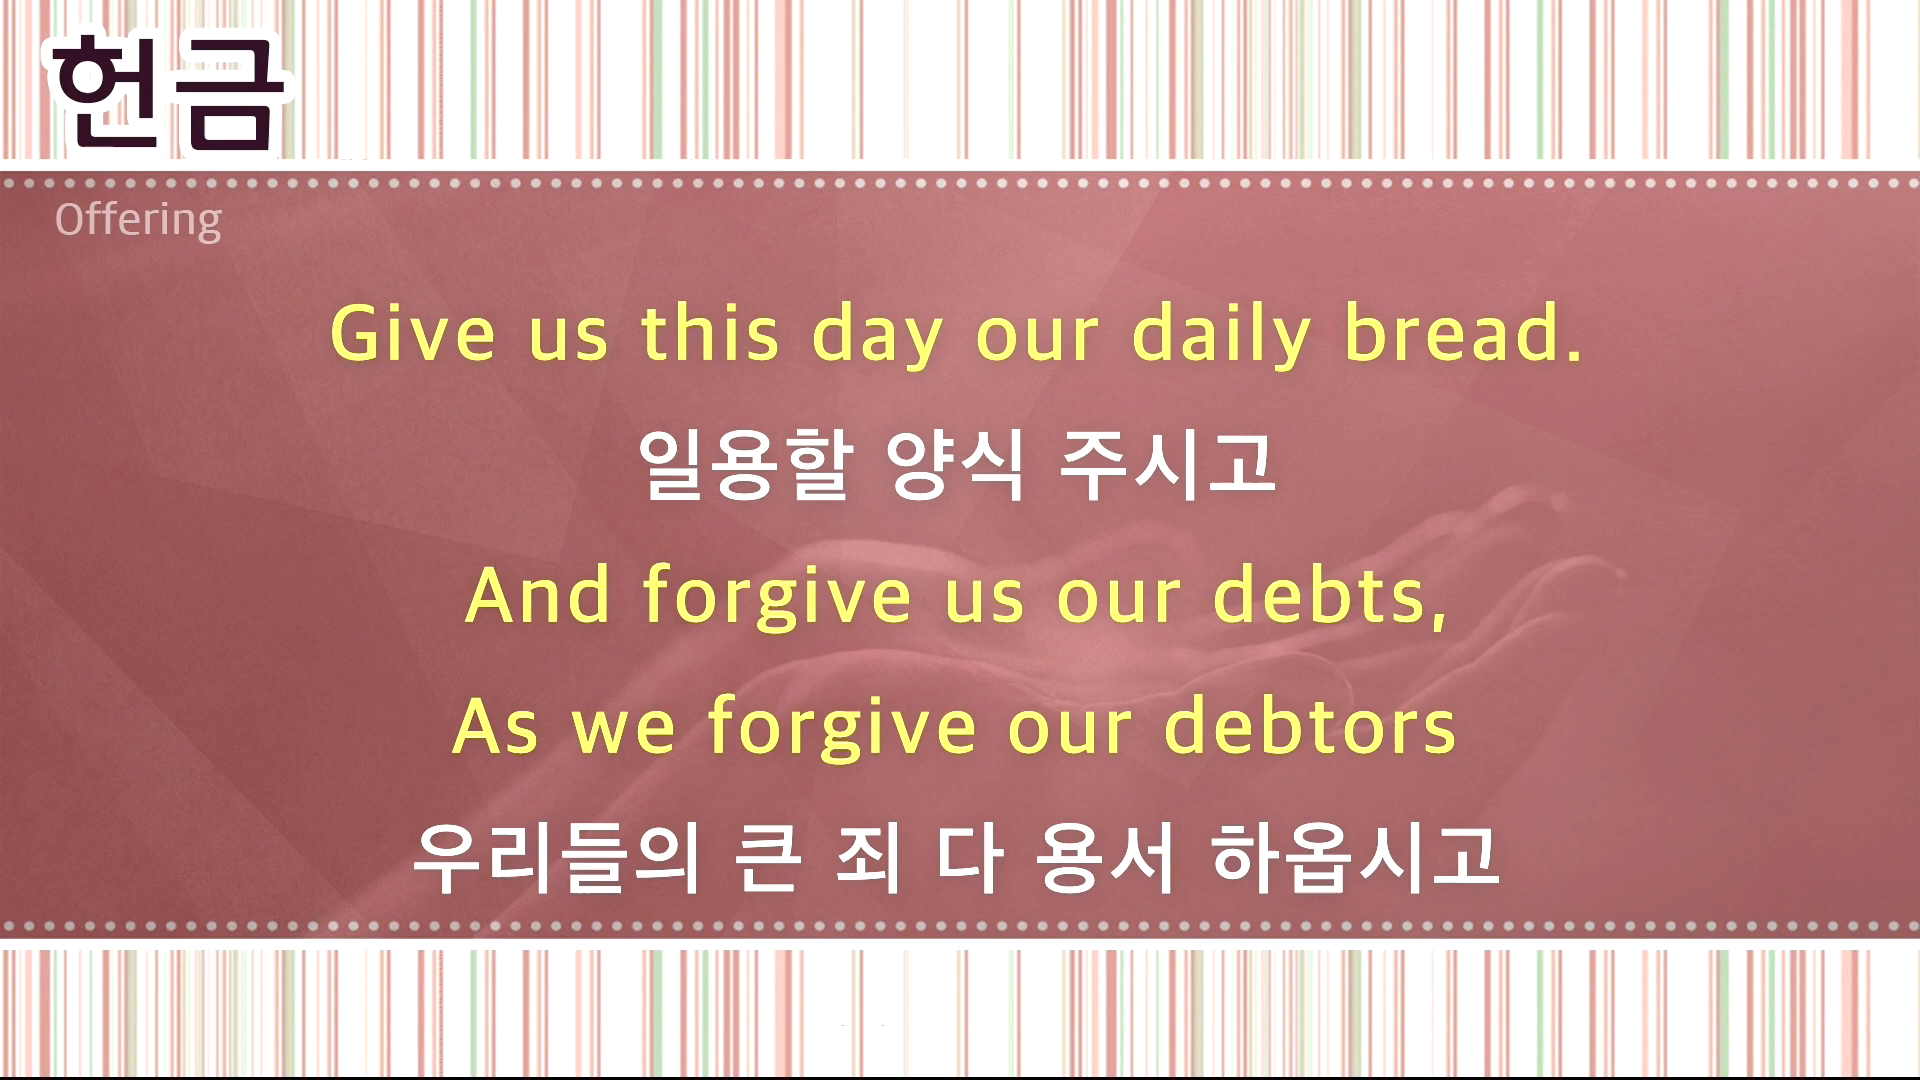 헌금
Offering
Give us this day our daily bread.
일용할 양식 주시고
And forgive us our debts,
As we forgive our debtors
우리들의 큰 죄 다 용서 하옵시고